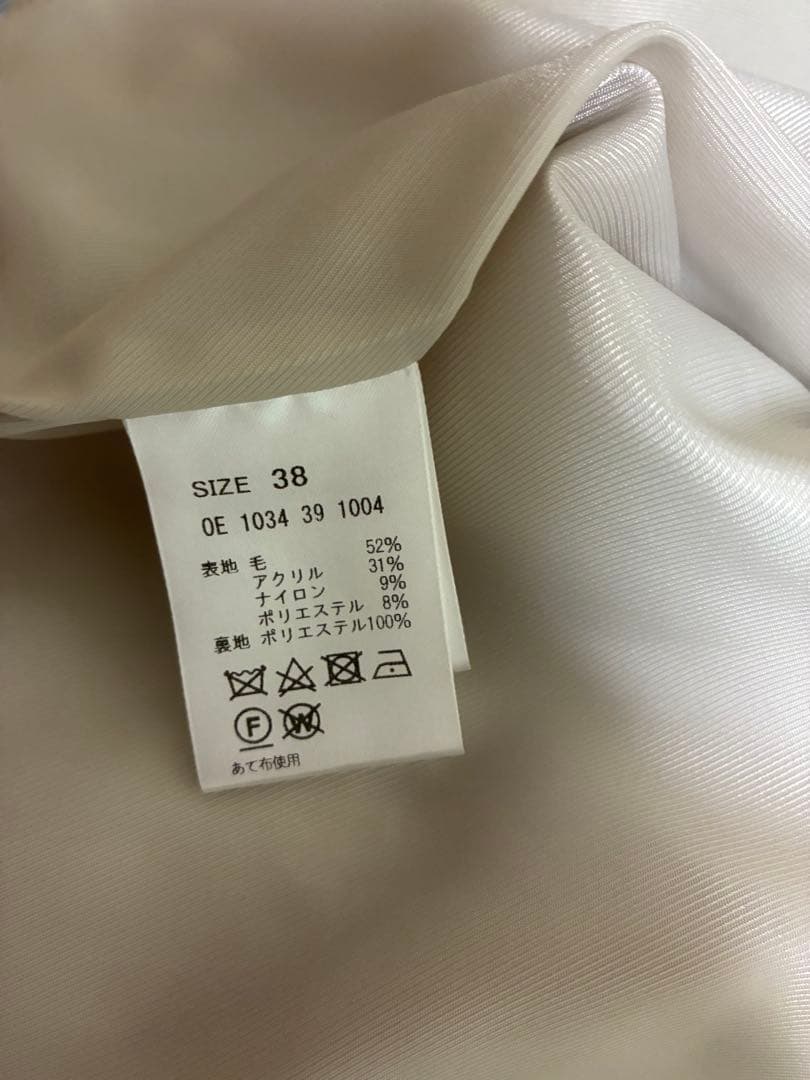 SIZE 38
0E 1034 39 1004
表地 毛 52%
アクリル 31%
ナイロン 9%
ポリエステル 8%
裏地 ポリエステル100%
F W
あて布使用